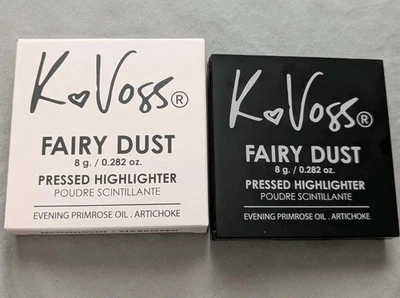 K♥Voss®
FAIRY DUST
8 g. / 0.282 oz.
PRESSED HIGHLIGHTER
POUDRE SCINTILLANTE
EVENING PRIMROSE OIL . ARTICHOKE
K♥Voss®
FAIRY DUST
8 g. / 0.282 oz.
PRESSED HIGHLIGHTER
POUDRE SCINTILLANTE
EVENING PRIMROSE OIL . ARTICHOKE